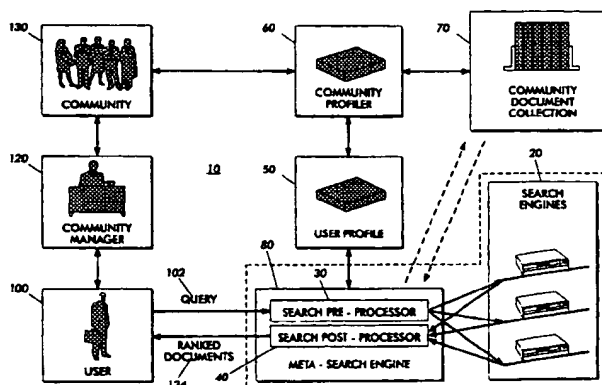 130
60
70
COMMUNITY
COMMUNITY
PROFILER
COMMUNITY
DOCUMENT
COLLECTION
120
10
50
20
COMMUNITY
MANAGER
USER PROFILE
SEARCH
ENGINES
80
100
102
30
QUERY
SEARCH PRE - PROCESSOR
SEARCH POST - PROCESSOR
RANKED
DOCUMENTS
USER
124
40
META - SEARCH ENGINE